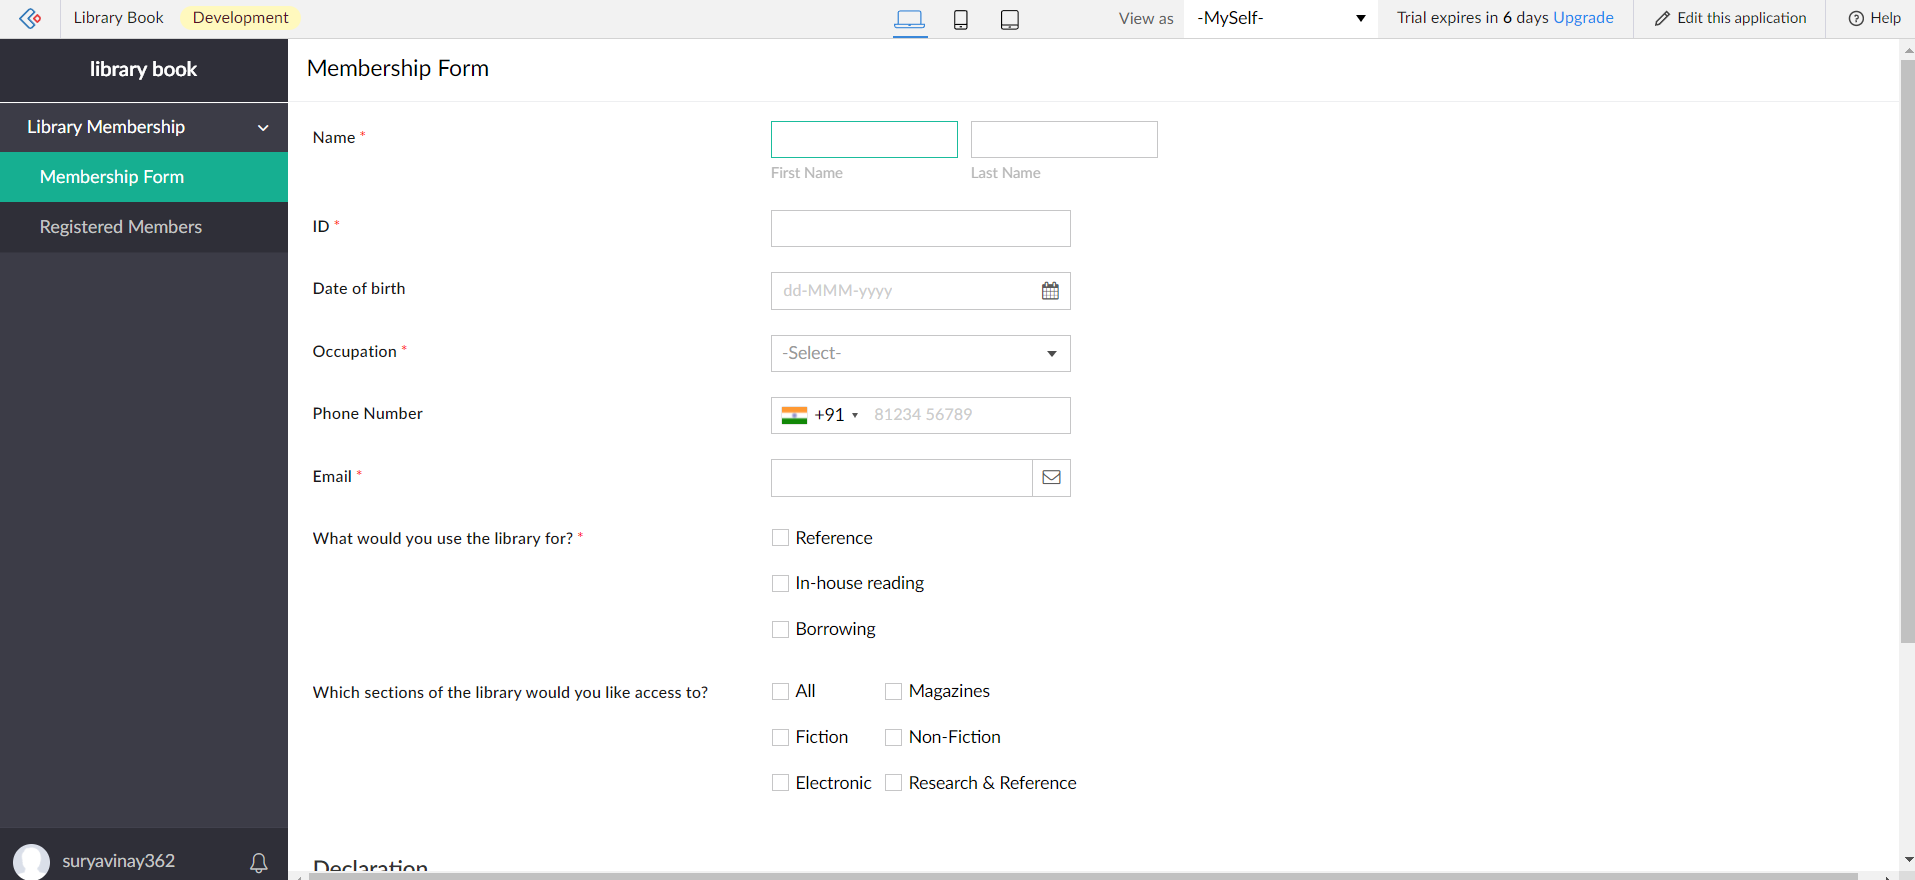 Library Book Development View as -MySelf- Trial expires in 6 days Upgrade Edit this application Help
library book
Library Membership
Membership Form
Registered Members
suryavinay362
Membership Form
Name *
First Name Last Name
ID *
Date of birth dd-MMM-yyyy
Occupation * -Select-
Phone Number +91 81234 56789
Email *
What would you use the library for? * Reference
In-house reading
Borrowing
Which sections of the library would you like access to? All Magazines
Fiction Non-Fiction
Electronic Research & Reference
Declaration